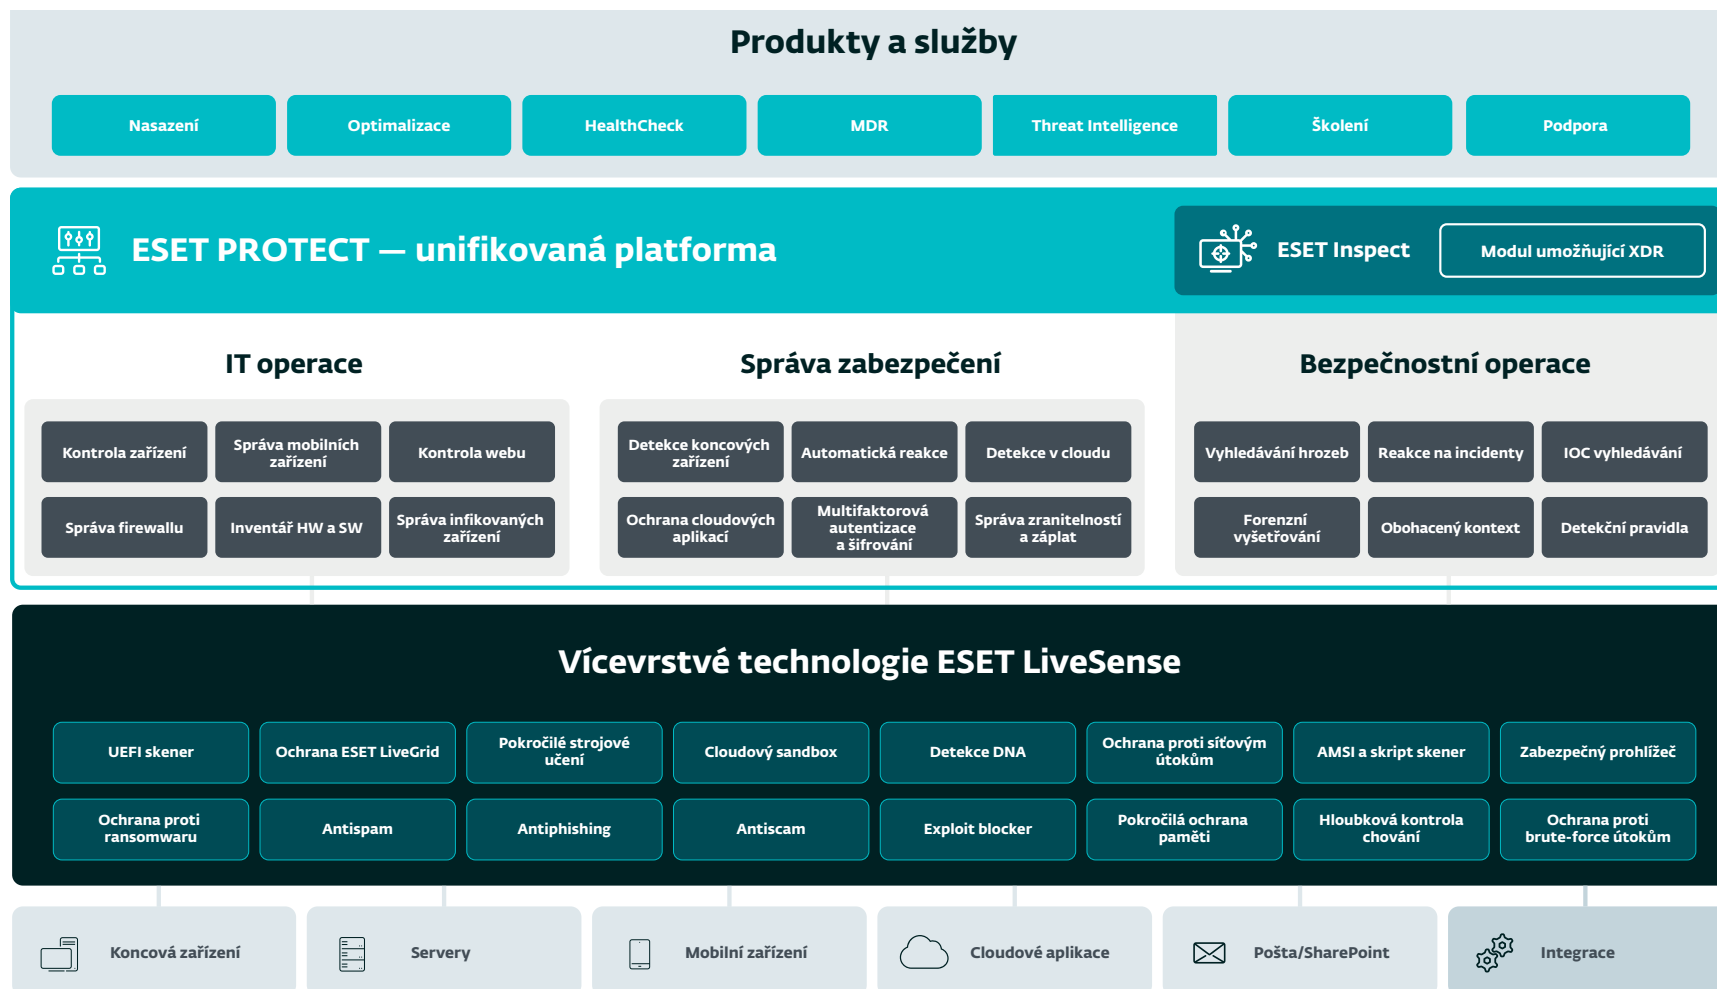 Produkty a služby
Nasazení
Optimalizace
HealthCheck
MDR
Threat Intelligence
Školení
Podpora
ESET PROTECT — unifikovaná platforma
ESET Inspect
Modul umožňující XDR
IT operace
Kontrola zařízení
Správa mobilních
zařízení
Kontrola webu
Správa firewallu
Inventář HW a SW
Správa infikovaných
zařízení
Správa zabezpečení
Detekce koncových
zařízení
Automatická reakce
Detekce v cloudu
Ochrana cloudových
aplikací
Multifaktorová
autentizace
a šifrování
Správa zranitelností
a záplat
Bezpečnostní operace
Vyhledávání hrozeb
Reakce na incidenty
IOC vyhledávání
Forenzní
vyšetřování
Obohacený kontext
Detekční pravidla
Vícevrstvé technologie ESET LiveSense
UEFI skener
Ochrana ESET LiveGrid
Pokročilé strojové
učení
Cloudový sandbox
Detekce DNA
Ochrana proti síťovým
útokům
AMSI a skript skener
Zabezpečný prohlížeč
Ochrana proti
ransomwaru
Antispam
Antiphishing
Antiscam
Exploit blocker
Pokročilá ochrana
paměti
Hloubková kontrola
chování
Ochrana proti
brute-force útokům
Koncová zařízení
Servery
Mobilní zařízení
Cloudové aplikace
Pošta/SharePoint
Integrace